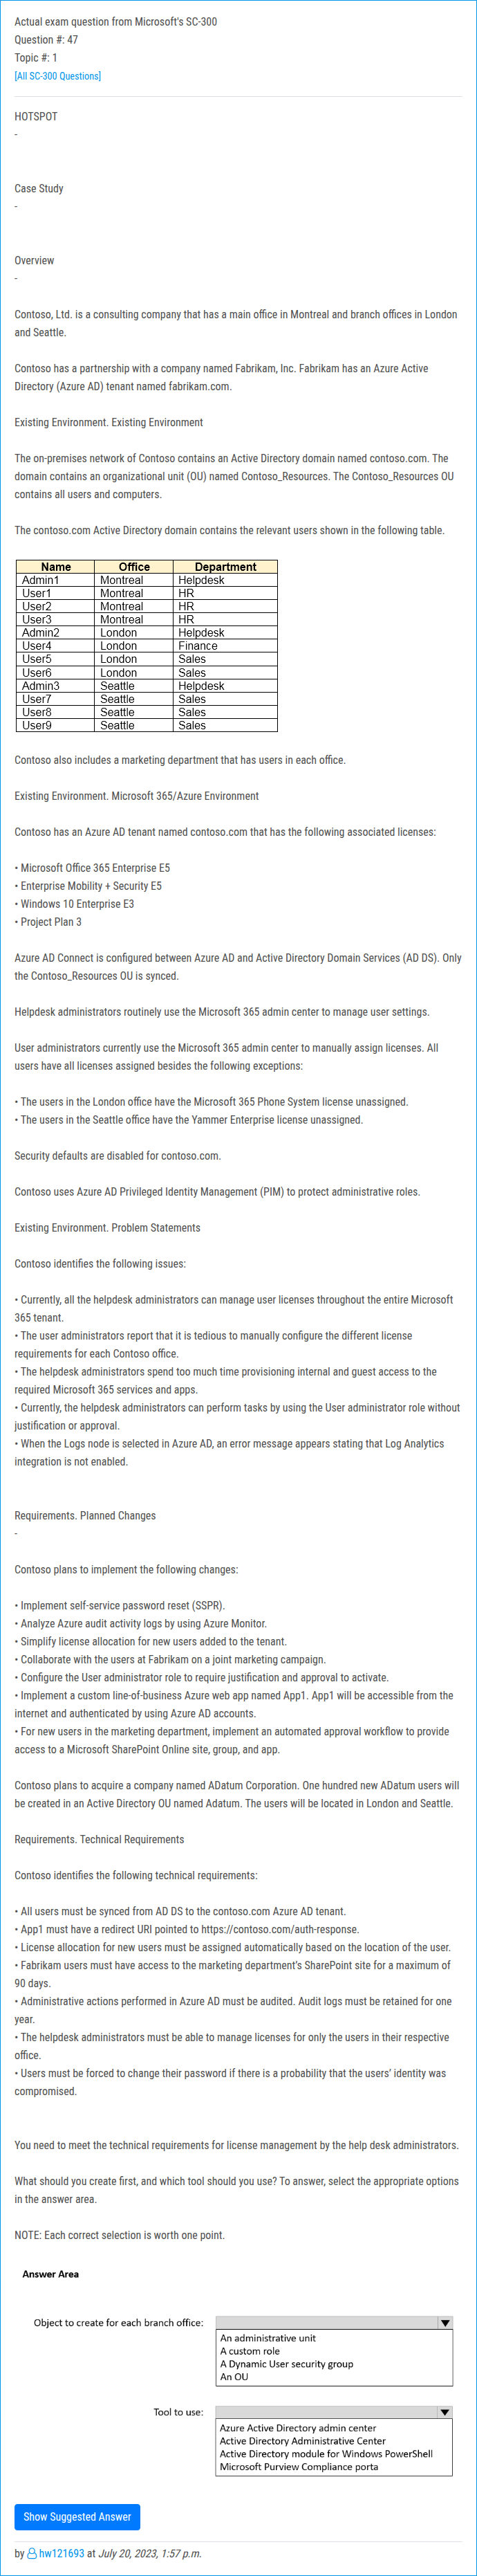 Actual exam question from Microsoft's SC-300
Question #: 47
Topic #: 1
[All SC-300 Questions]
HOTSPOT
-
Case Study
-
Overview
-
Contoso, Ltd. is a consulting company that has a main office in Montreal and branch offices in London
and Seattle.
Contoso has a partnership with a company named Fabrikam, Inc. Fabrikam has an Azure Active
Directory (Azure AD) tenant named fabrikam.com.
Existing Environment. Existing Environment
The on-premises network of Contoso contains an Active Directory domain named contoso.com. The
domain contains an organizational unit (OU) named Contoso_Resources. The Contoso_Resources OU
contains all users and computers.
The contoso.com Active Directory domain contains the relevant users shown in the following table.
Name Office Department
Admin1 Montreal Helpdesk
User1 Montreal HR
User2 Montreal HR
User3 Montreal HR
Admin2 London Helpdesk
User4 London Finance
User5 London Sales
User6 London Sales
Admin3 Seattle Helpdesk
User7 Seattle Sales
User8 Seattle Sales
User9 Seattle Sales
Contoso also includes a marketing department that has users in each office.
Existing Environment. Microsoft 365/Azure Environment
Contoso has an Azure AD tenant named contoso.com that has the following associated licenses:
• Microsoft Office 365 Enterprise E5
• Enterprise Mobility + Security E5
• Windows 10 Enterprise E3
• Project Plan 3
Azure AD Connect is configured between Azure AD and Active Directory Domain Services (AD DS). Only
the Contoso_Resources OU is synced.
Helpdesk administrators routinely use the Microsoft 365 admin center to manage user settings.
User administrators currently use the Microsoft 365 admin center to manually assign licenses. All
users have all licenses assigned besides the following exceptions:
• The users in the London office have the Microsoft 365 Phone System license unassigned.
• The users in the Seattle office have the Yammer Enterprise license unassigned.
Security defaults are disabled for contoso.com.
Contoso uses Azure AD Privileged Identity Management (PIM) to protect administrative roles.
Existing Environment. Problem Statements
Contoso identifies the following issues:
• Currently, all the helpdesk administrators can manage user licenses throughout the entire Microsoft
365 tenant.
• The user administrators report that it is tedious to manually configure the different license
requirements for each Contoso office.
• The helpdesk administrators spend too much time provisioning internal and guest access to the
required Microsoft 365 services and apps.
• Currently, the helpdesk administrators can perform tasks by using the User administrator role without
justification or approval.
• When the Logs node is selected in Azure AD, an error message appears stating that Log Analytics
integration is not enabled.
Requirements. Planned Changes
-
Contoso plans to implement the following changes:
• Implement self-service password reset (SSPR).
• Analyze Azure audit activity logs by using Azure Monitor.
• Simplify license allocation for new users added to the tenant.
• Collaborate with the users at Fabrikam on a joint marketing campaign.
• Configure the User administrator role to require justification and approval to activate.
• Implement a custom line-of-business Azure web app named App1. App1 will be accessible from the
internet and authenticated by using Azure AD accounts.
• For new users in the marketing department, implement an automated approval workflow to provide
access to a Microsoft SharePoint Online site, group, and app.
Contoso plans to acquire a company named ADatum Corporation. One hundred new ADatum users will
be created in an Active Directory OU named Adatum. The users will be located in London and Seattle.
Requirements. Technical Requirements
Contoso identifies the following technical requirements:
• All users must be synced from AD DS to the contoso.com Azure AD tenant.
• App1 must have a redirect URI pointed to https://contoso.com/auth-response.
• License allocation for new users must be assigned automatically based on the location of the user.
• Fabrikam users must have access to the marketing department's SharePoint site for a maximum of
90 days.
• Administrative actions performed in Azure AD must be audited. Audit logs must be retained for one
year.
• The helpdesk administrators must be able to manage licenses for only the users in their respective
office.
• Users must be forced to change their password if there is a probability that the users' identity was
compromised.
You need to meet the technical requirements for license management by the help desk administrators.
What should you create first, and which tool should you use? To answer, select the appropriate options
in the answer area.
NOTE: Each correct selection is worth one point.
Answer Area
Object to create for each branch office:
An administrative unit
A custom role
A Dynamic User security group
An OU
Tool to use:
Azure Active Directory admin center
Active Directory Administrative Center
Active Directory module for Windows PowerShell
Microsoft Purview Compliance porta
Show Suggested Answer
by hw121693 at July 20, 2023, 1:57 p.m.